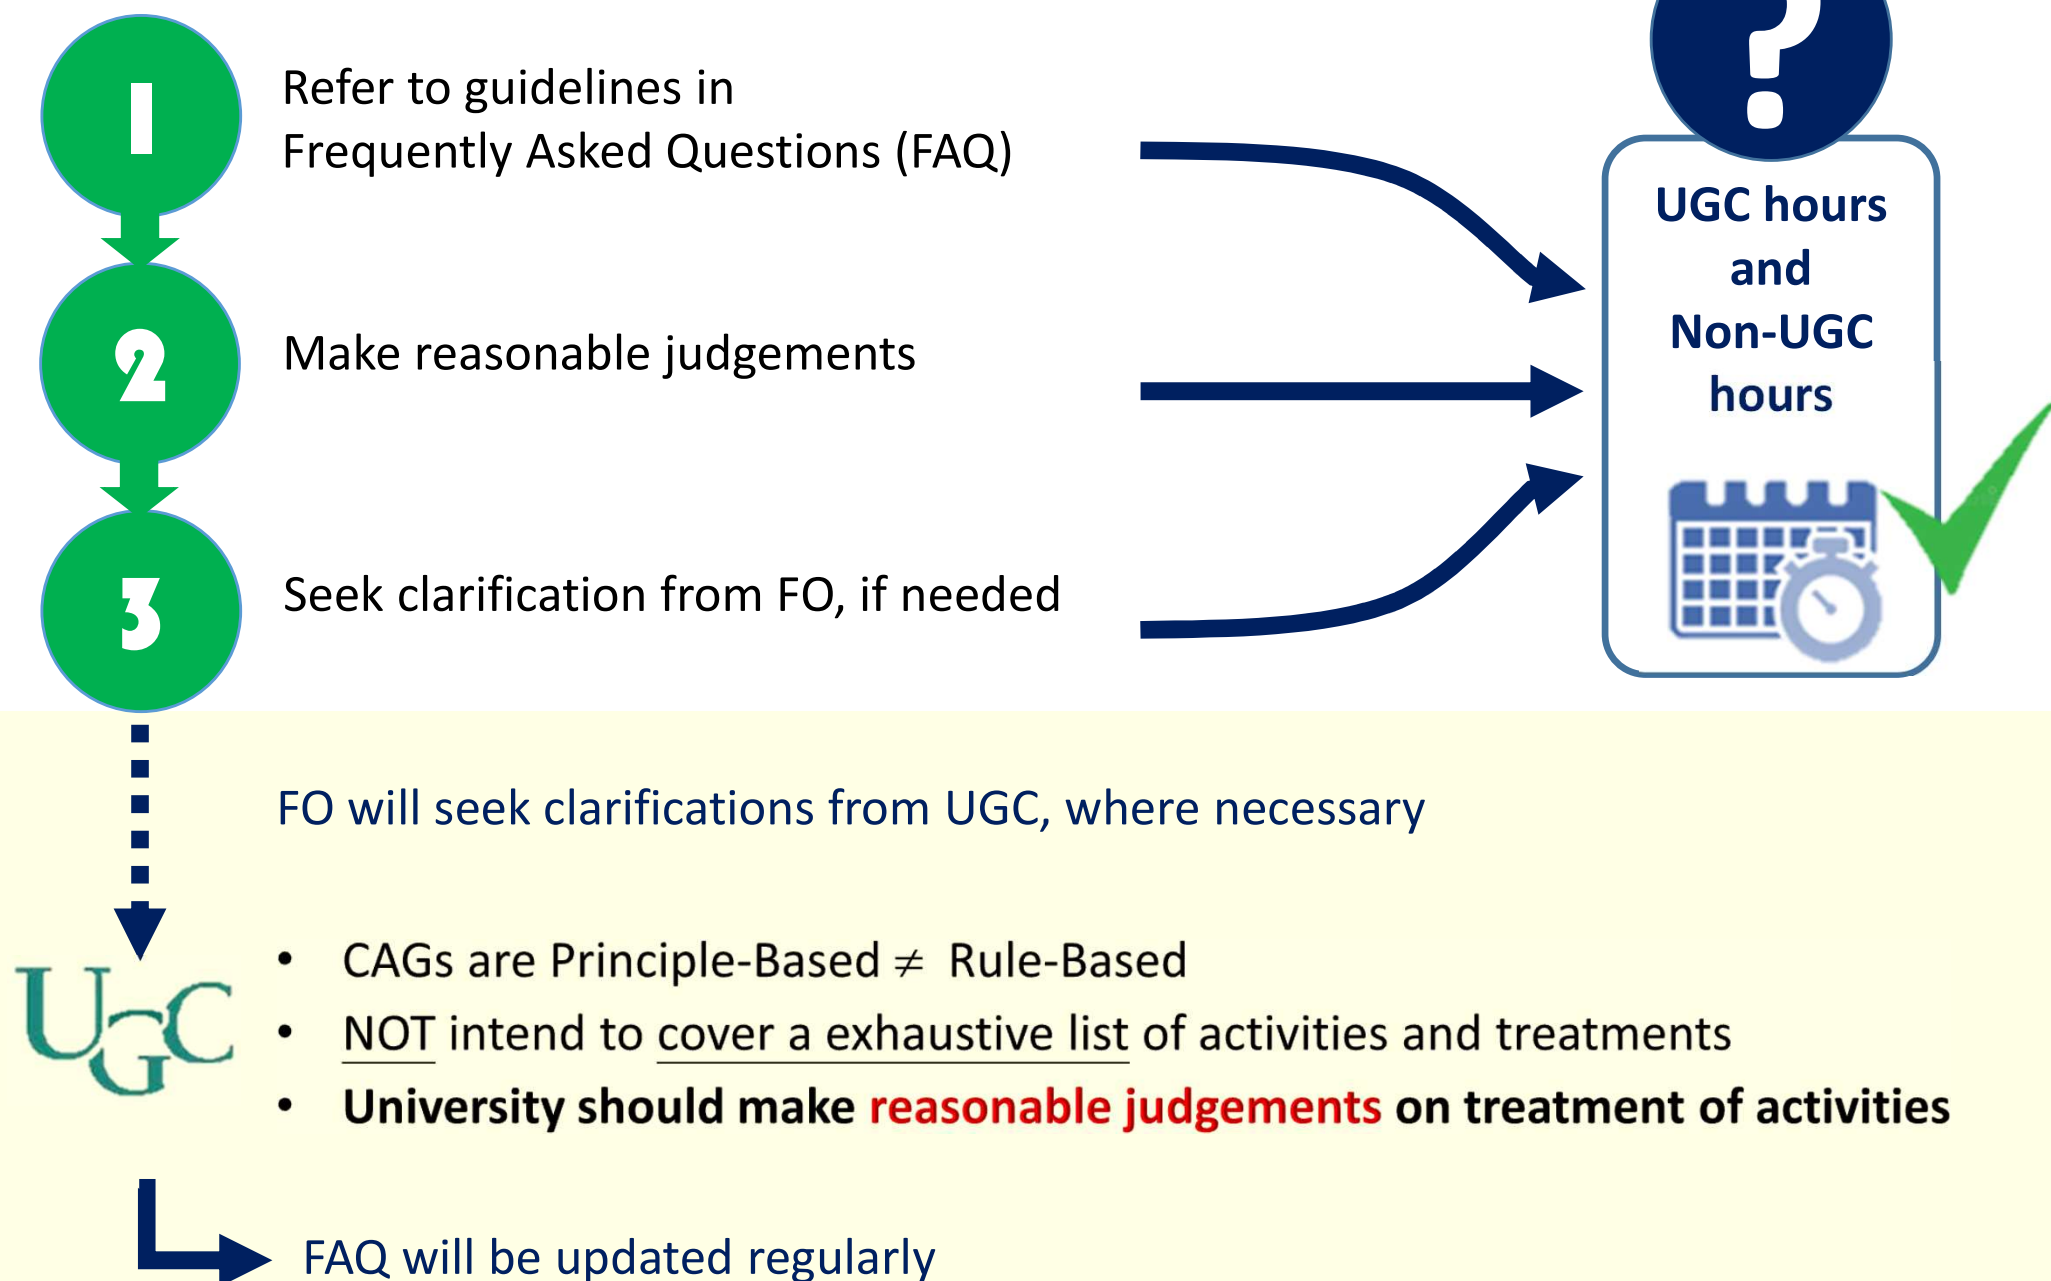 ?
1
Refer to guidelines in
Frequently Asked Questions (FAQ)
UGC hours
and
Non-UGC
hours
2
Make reasonable judgements
3
Seek clarification from FO, if needed
FO will seek clarifications from UGC, where necessary
UGC
• CAGs are Principle-Based ≠ Rule-Based
• NOT intend to cover a exhaustive list of activities and treatments
• University should make reasonable judgements on treatment of activities
FAQ will be updated regularly